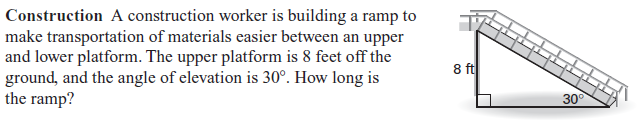 Construction A construction worker is building a ramp to
make transportation of materials easier between an upper
and lower platform. The upper platform is 8 feet off the
ground, and the angle of elevation is 30°. How long is
the ramp?
8 ft
30°